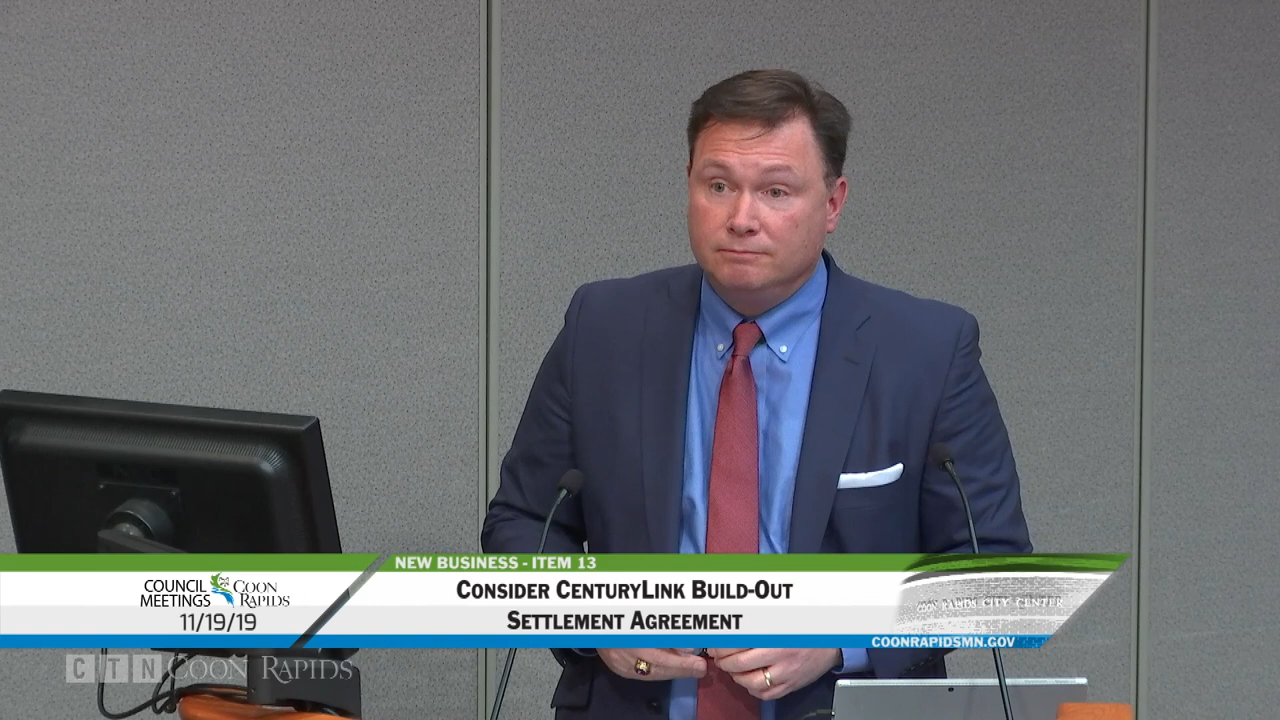 NEW BUSINESS - ITEM 13
COUNCIL MEETINGS
COON RAPIDS
11/19/19
CONSIDER CENTURYLINK BUILD-OUT
SETTLEMENT AGREEMENT
COON RAPIDS CITY CENTER
COONRAPIDSMN.GOV
CTN COON RAPIDS